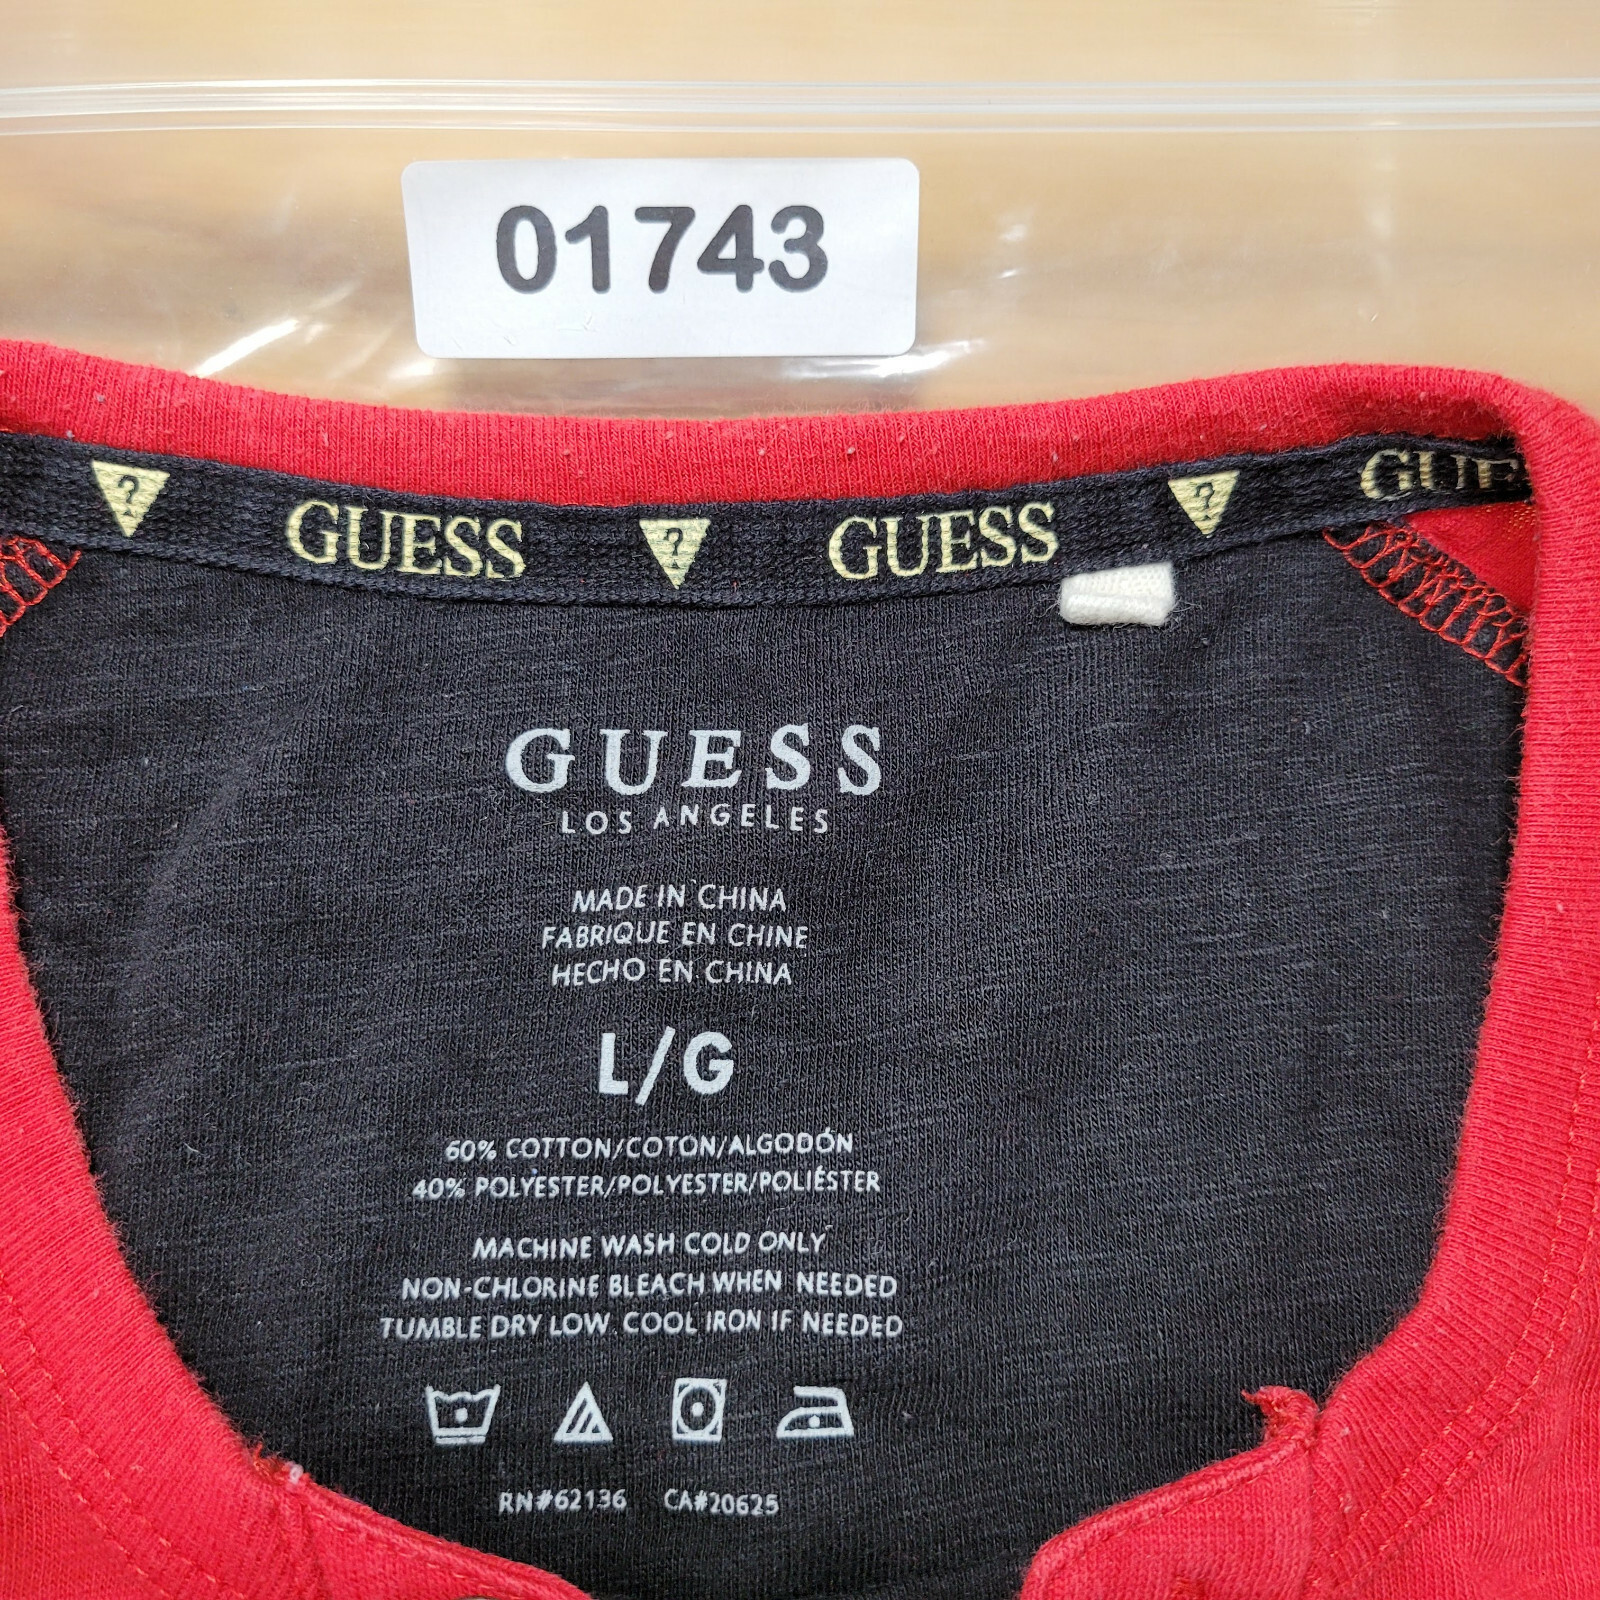 01743
? GUESS ? GUESS ? GUES
GUESS
LOS ANGELES
MADE IN CHINA
FABRIQUE EN CHINE
HECHO EN CHINA
L/G
60% COTTON/COTON/ALGODÓN
40% POLYESTER/POLYESTER/POLIÉSTER
MACHINE WASH COLD ONLY
NON-CHLORINE BLEACH WHEN NEEDED
TUMBLE DRY LOW. COOL IRON IF NEEDED
RN#62136 CA#20625